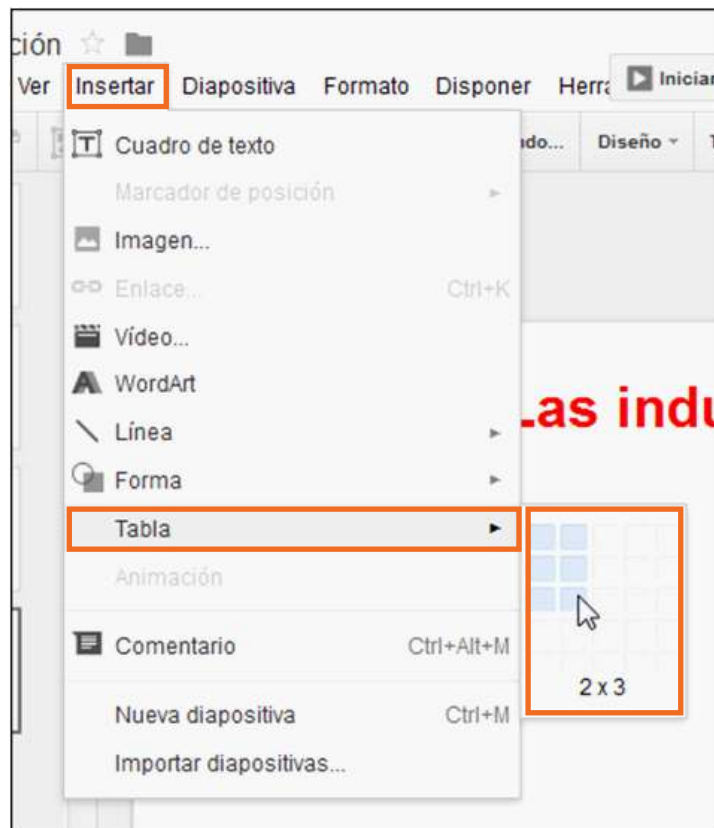 ción
Ver Insertar Diapositiva Formato Disponer Herra Iniciar
Cuadro de texto
do... Diseño T
Marcador de posición
Imagen...
Enlace... Ctrl+K
Vídeo...
WordArt
Las indu
Línea
Forma
Tabla
Animación
Comentario Ctrl+Alt+M
2 x 3
Nueva diapositiva Ctrl+M
Importar diapositivas...